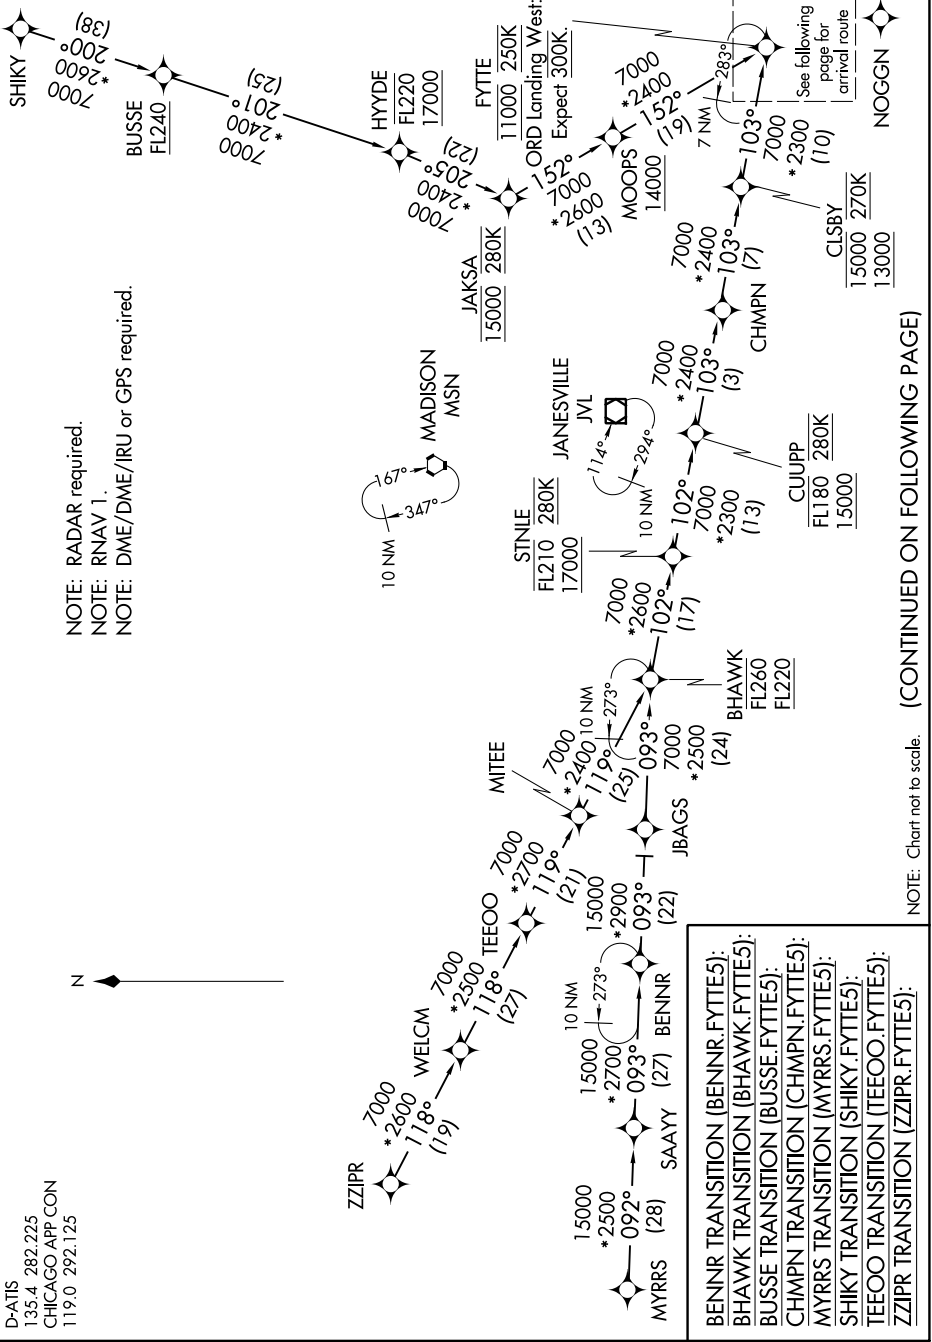 D-ATIS
135.4 282.225
CHICAGO APP CON
119.0 292.125
N
NOTE: RADAR required.
NOTE: RNAV 1.
NOTE: DME/DME/IRU or GPS required.
SHIKY
200°
*2600
7000
(38)
BUSSE
FL240
201°
*2400
7000
(25)
HYYDE
FL220
17000
205°
*2400
7000
(22)
JAKSA
15000 280K
152°
7000
*2600
(13)
MOOPS
14000
7000
*2400
152°
(19)
FYTTE
11000 250K
ORD Landing West:
Expect 300K.
7 NM
283°
See following
page for
arrival route
NOGGN
MADISON
MSN
167°
347°
10 NM
JANESVILLE
JVL
114°
294°
10 NM
ZZIPR
7000
*2600
118°
(19)
WELCM
7000
*2500
118°
(27)
TEEOO
7000
*2700
119°
(21)
MITEE
7000
*2400
119°
(25)
10 NM
273°
MYRRS
15000
*2500
092°
(28)
SAAYY
15000
*2700
093°
(27)
10 NM
273°
BENNR
15000
*2900
093°
(22)
JBAGS
093°
7000
*2500
(24)
BHAWK
FL260
FL220
7000
*2600
102°
(17)
STNLE
FL210 280K
17000
102°
7000
*2300
(13)
CUUPP
FL180 280K
15000
7000
*2400
103°
(3)
CHMPN
7000
*2400
103°
(7)
CLSBY
15000 270K
13000
103°
7000
*2300
(10)
BENNR TRANSITION (BENNR.FYTTE5):
BHAWK TRANSITION (BHAWK.FYTTE5):
BUSSE TRANSITION (BUSSE.FYTTE5):
CHMPN TRANSITION (CHMPN.FYTTE5):
MYRRS TRANSITION (MYRRS.FYTTE5):
SHIKY TRANSITION (SHIKY.FYTTE5):
TEEOO TRANSITION (TEEOO.FYTTE5):
ZZIPR TRANSITION (ZZIPR.FYTTE5):
NOTE: Chart not to scale.
(CONTINUED ON FOLLOWING PAGE)